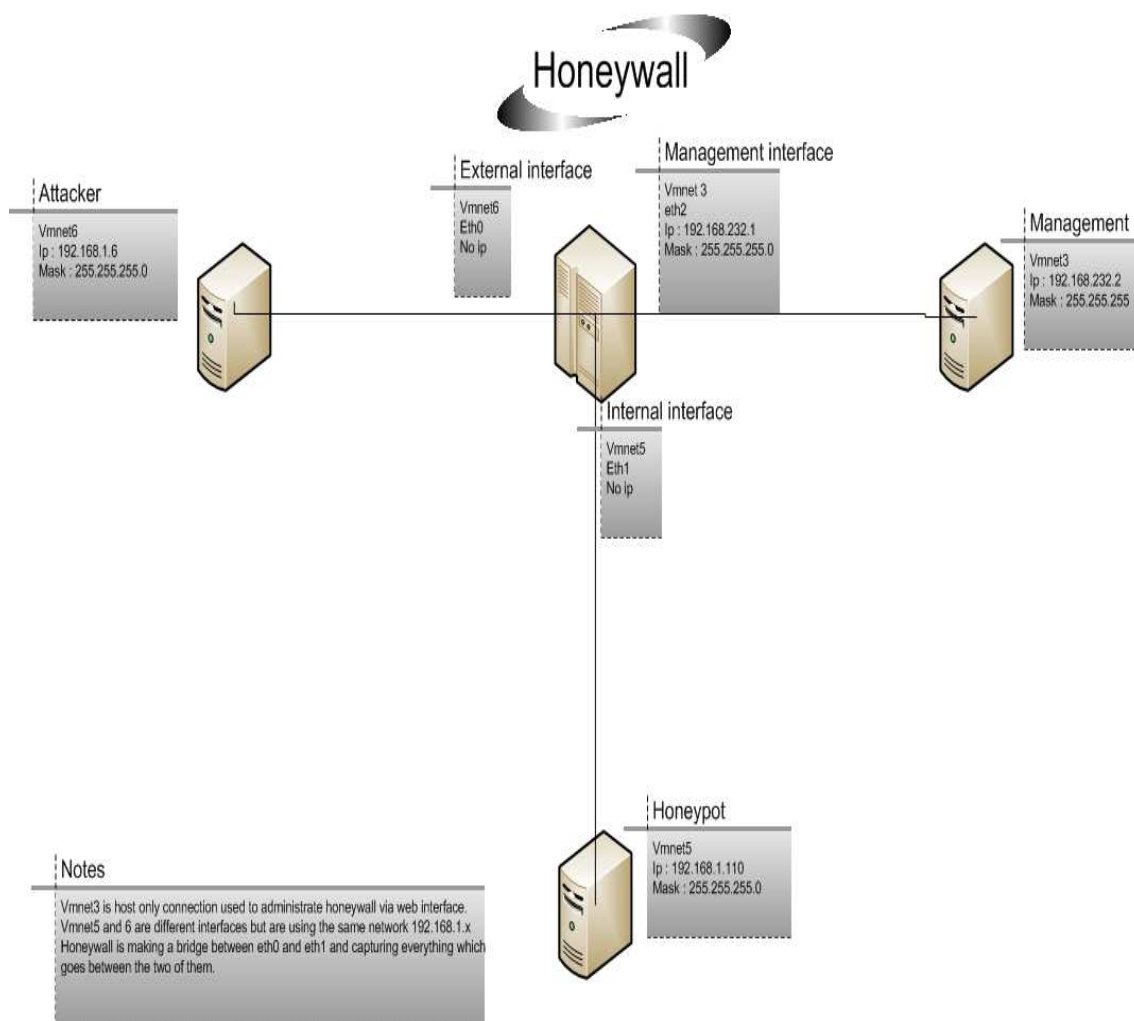 Honeywall
Attacker
Vmnet6
Ip : 192.168.1.6
Mask : 255.255.255.0
External interface
Vmnet6
Eth0
No ip
Management interface
Vmnet 3
eth2
Ip : 192.168.232.1
Mask : 255.255.255.0
Management
Vmnet3
Ip : 192.168.232.2
Mask : 255.255.255
Internal interface
Vmnet5
Eth1
No ip
Honeypot
Vmnet5
Ip : 192.168.1.110
Mask : 255.255.255.0
Notes
Vmnet3 is host only connection used to administrate honeywall via web interface.
Vmnet5 and 6 are different interfaces but are using the same network 192.168.1.x
Honeywall is making a bridge between eth0 and eth1 and capturing everything which
goes between the two of them.